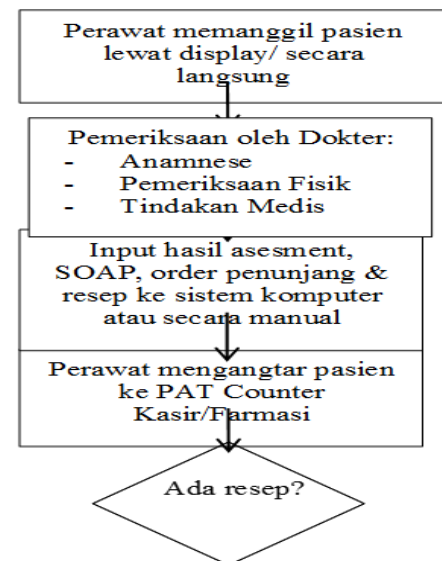 Perawat memanggil pasien
lewat display/ secara
langsung
Pemeriksaan oleh Dokter:
- Anamnese
- Pemeriksaan Fisik
- Tindakan Medis
Input hasil asesment,
SOAP, order penunjang &
resep ke sistem komputer
atau secara manual
Perawat mengangtar pasien
ke PAT Counter
Kasir/Farmasi
Ada resep?